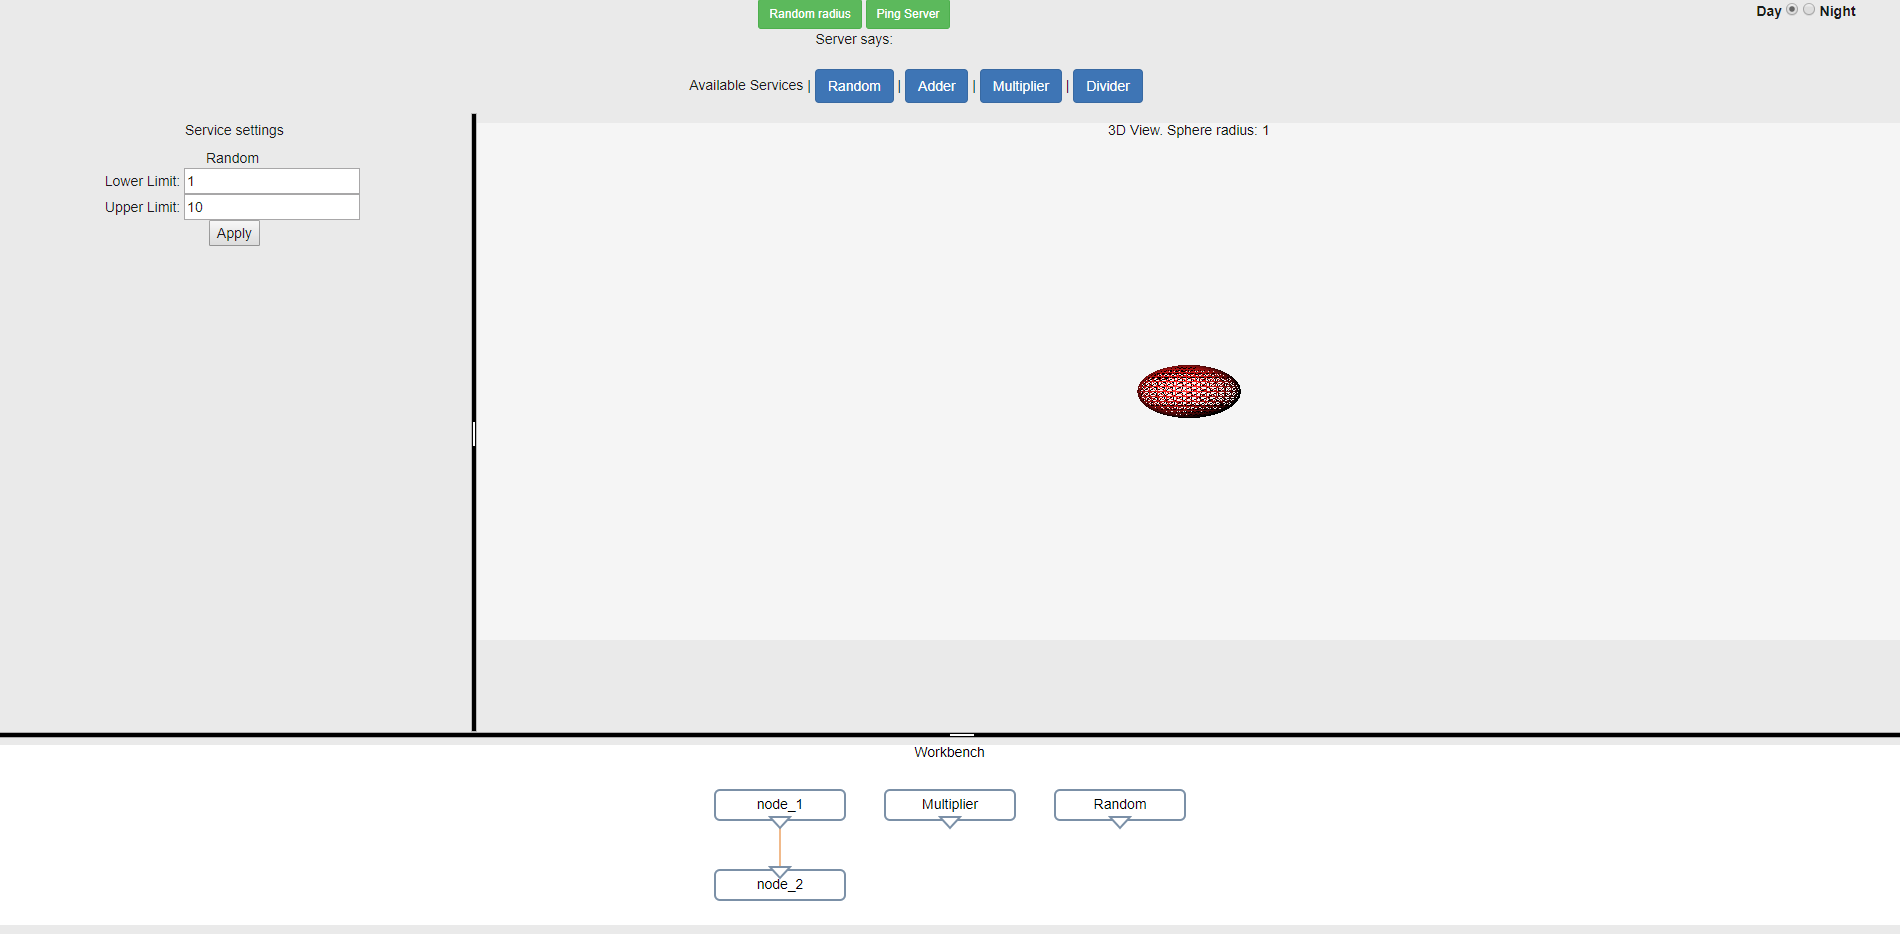 Random radius Ping Server
Day Night
Server says:
Available Services | Random | Adder | Multiplier | Divider
Service settings
3D View. Sphere radius: 1
Random
Lower Limit: 1
Upper Limit: 10
Apply
Workbench
node_1 Multiplier Random
node_2